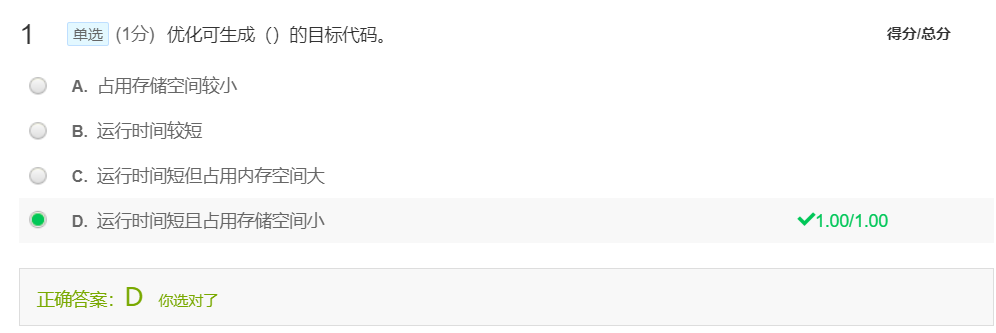 1 单选 (1分) 优化可生成（）的目标代码。 得分/总分
A. 占用存储空间较小
B. 运行时间较短
C. 运行时间短但占用内存空间大
D. 运行时间短且占用存储空间小 1.00/1.00
正确答案：D 你选对了